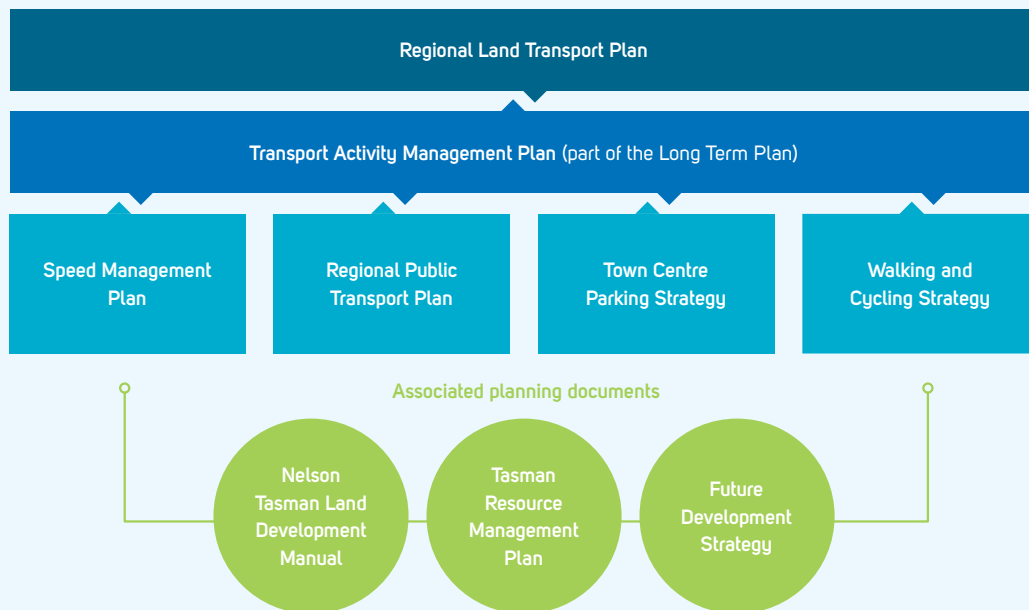 Regional Land Transport Plan
Transport Activity Management Plan (part of the Long Term Plan)
Speed Management
Plan
Regional Public
Transport Plan
Town Centre
Parking Strategy
Walking and
Cycling Strategy
Associated planning documents
Nelson
Tasman Land
Development
Manual
Tasman
Resource
Management
Plan
Future
Development
Strategy